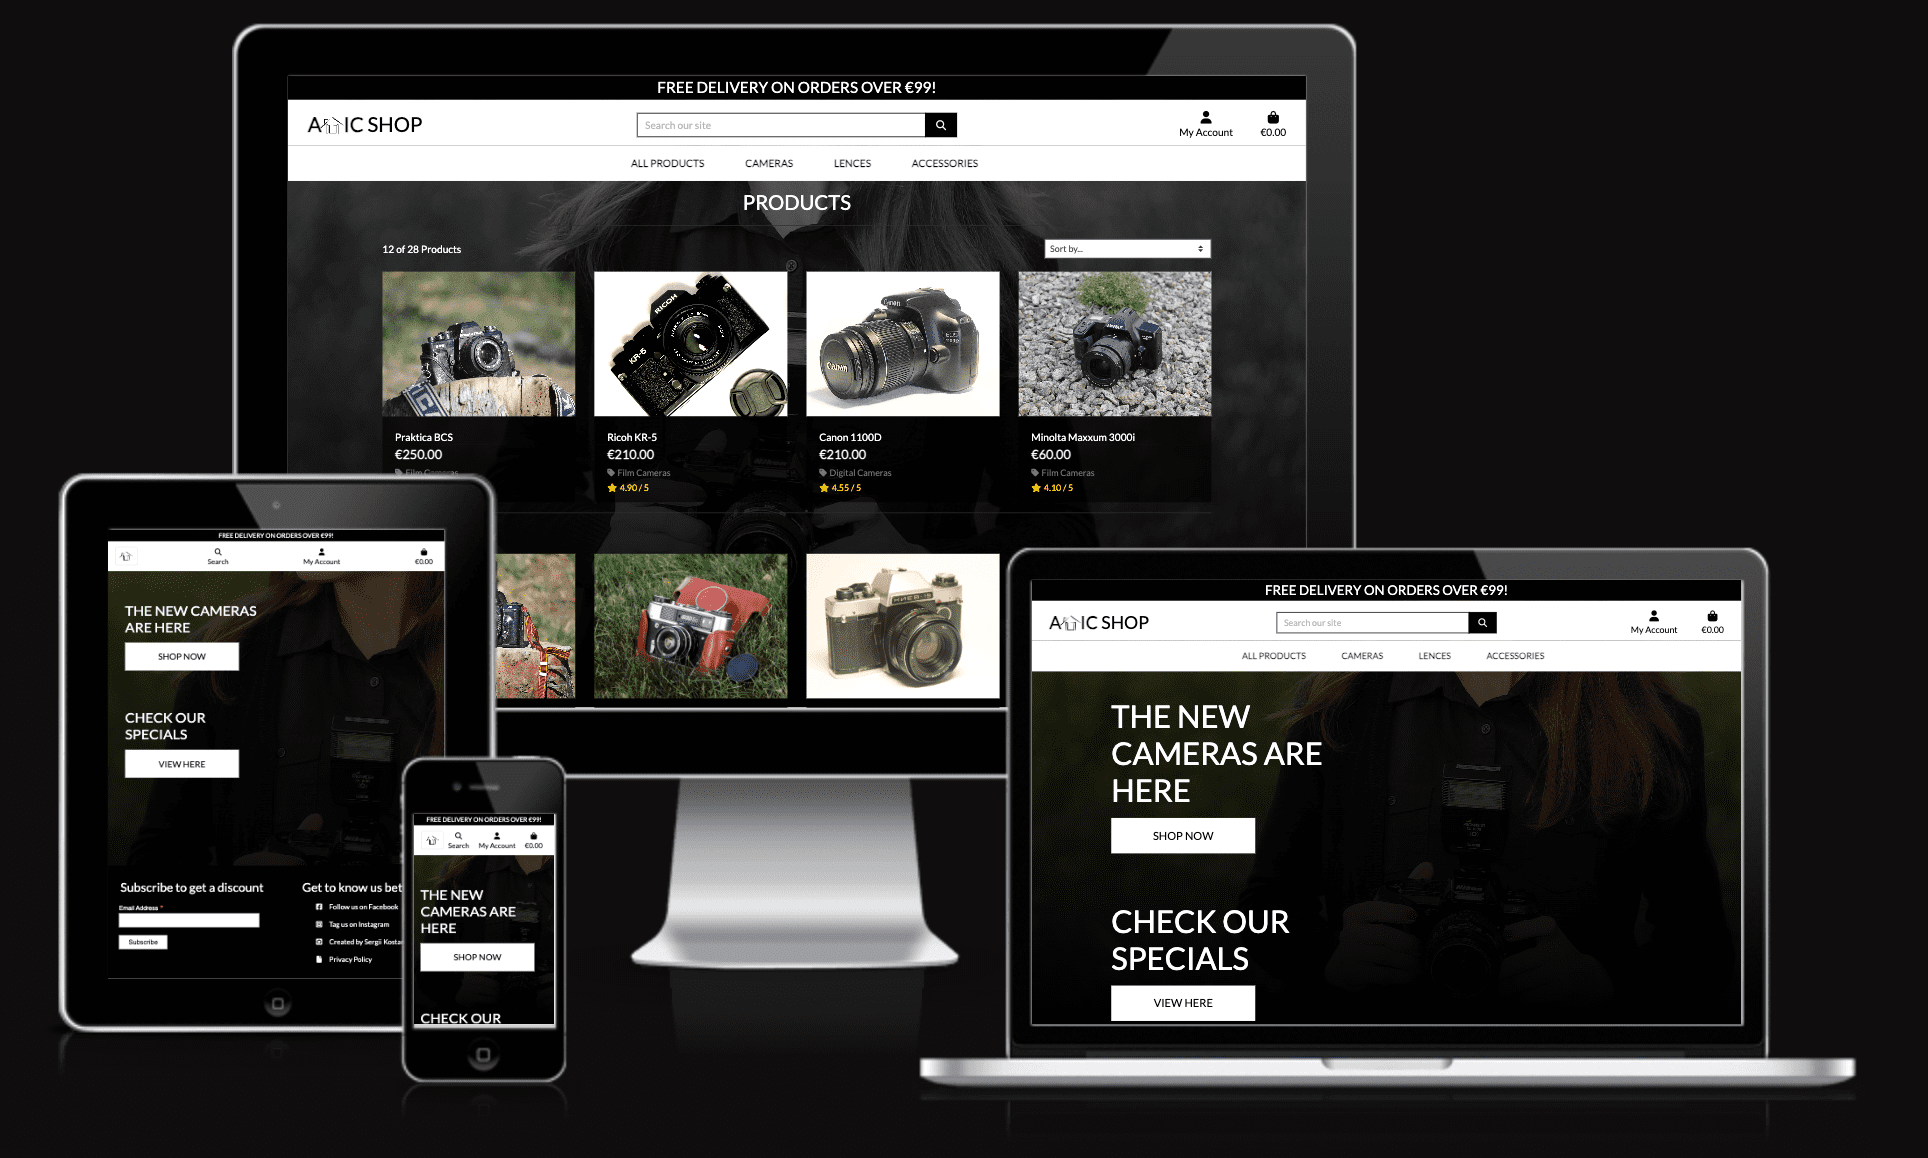 FREE DELIVERY ON ORDERS OVER €99!
A IC SHOP
Search our site
My Account
€0.00
ALL PRODUCTS
CAMERAS
LENCES
ACCESSORIES
PRODUCTS
12 of 28 Products
Sort by...
RICOH
KR-5
Canon
EOS
Canon
Praktica BCS
€250.00
Film Cameras
Ricoh KR-5
€210.00
Film Cameras
4.90 / 5
Canon 1100D
€210.00
Digital Cameras
4.55 / 5
Minolta Maxxum 3000i
€60.00
Film Cameras
4.10 / 5
FREE DELIVERY ON ORDERS OVER €99!
Search
My Account
€0.00
THE NEW CAMERAS
ARE HERE
SHOP NOW
CHECK OUR
SPECIALS
VIEW HERE
Subscribe to get a discount
Email Address *
Subscribe
Get to know us bet
Follow us on Facebook
Tag us on Instagram
Created by Sergii Kosta
Privacy Policy
FREE DELIVERY ON ORDERS OVER €99!
Search
My Account
€0.00
THE NEW
CAMERAS ARE
HERE
SHOP NOW
CHECK OUR
FREE DELIVERY ON ORDERS OVER €99!
A IC SHOP
Search our site
My Account
€0.00
ALL PRODUCTS
CAMERAS
LENCES
ACCESSORIES
THE NEW
CAMERAS ARE
HERE
SHOP NOW
CHECK OUR
SPECIALS
VIEW HERE